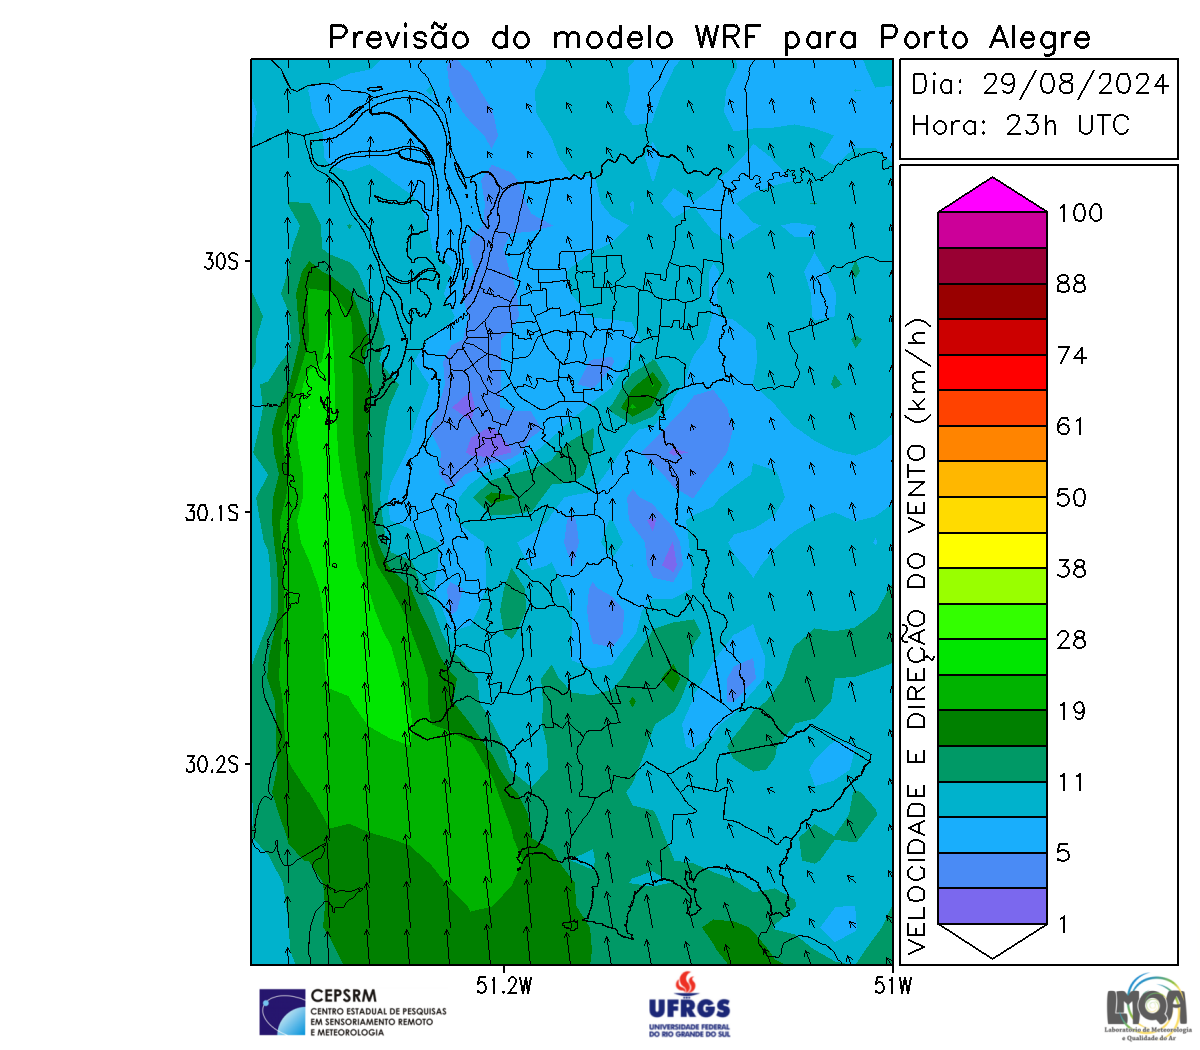 Previsão do modelo WRF para Porto Alegre
Dia: 29/08/2024
Hora: 23h UTC
100
88
74
61
50
38
28
19
11
5
1
VELOCIDADE E DIREÇÃO DO VENTO (km/h)
30S
30.1S
30.2S
51.2W
51W
CEPSRM
CENTRO ESTADUAL DE PESQUISAS
EM SENSORIAMENTO REMOTO
E METEOROLOGIA
UFRGS
UNIVERSIDADE FEDERAL
DO RIO GRANDE DO SUL
LMQA
Laboratório de Meteorologia
e Qualidade do Ar